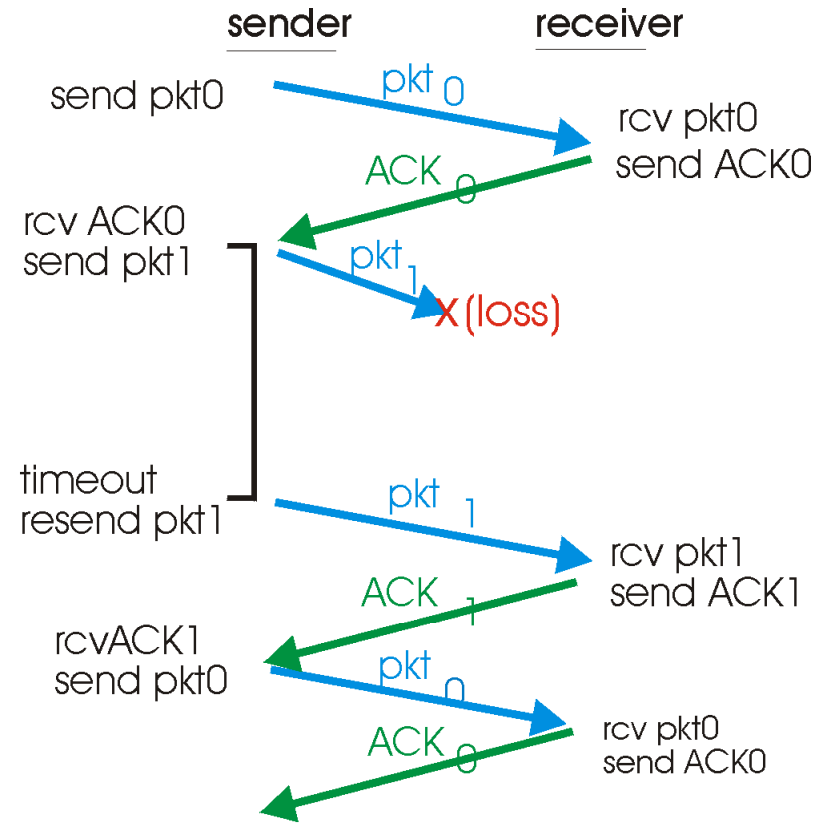 sender
receiver
send pkt0
pkt 0
rcv pkt0
send ACK0
ACK 0
rcv ACK0
send pkt1
pkt 1
X (loss)
timeout
resend pkt1
pkt 1
rcv pkt1
send ACK1
ACK 1
rcvACK1
send pkt0
pkt 0
rcv pkt0
send ACK0
ACK 0